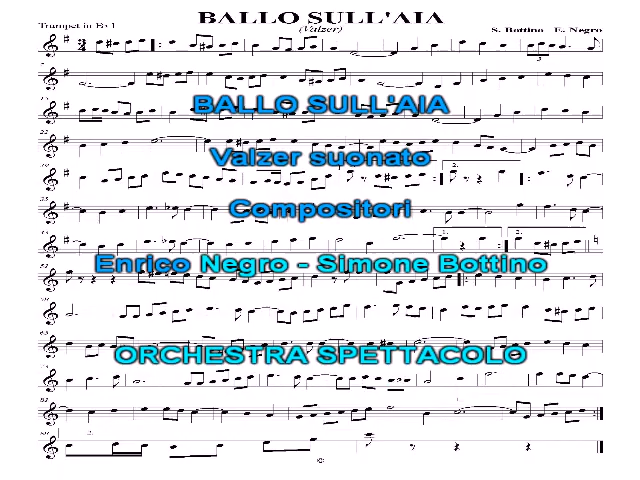 BALLO SULL'AIA
Trumpet in B♭ 1
(Valzer)
S. Bottino E. Negro
BALLO SULL'AIA
Valzer suonato
Compositori
Enrico Negro - Simone Bottino
ORCHESTRA SPETTACOLO
©